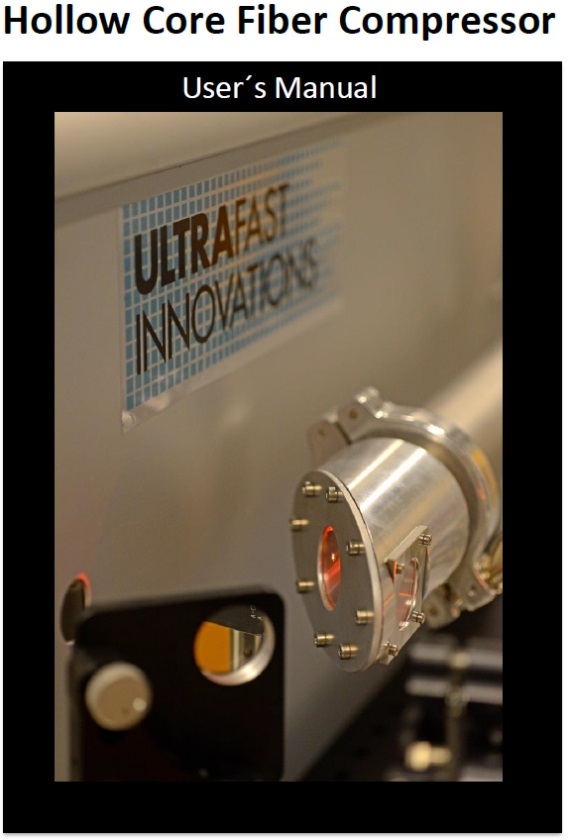 Hollow Core Fiber Compressor
User´s Manual
ULTRAFAST
INNOVATIONS